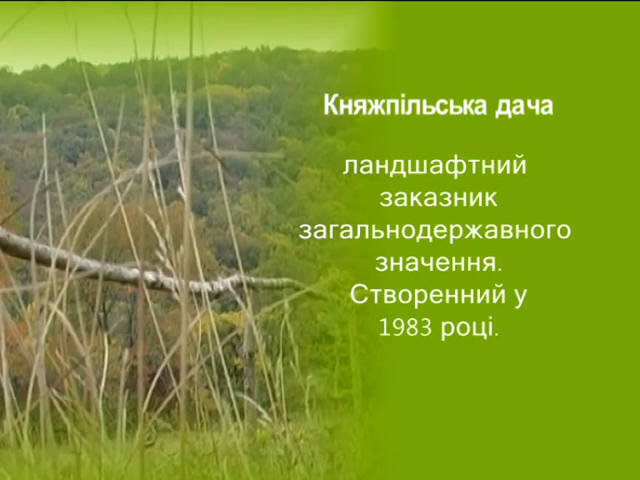 Княжпільська дача
ландшафтний
заказник
загальнодержавного
значення.
Створенний у
1983 році.